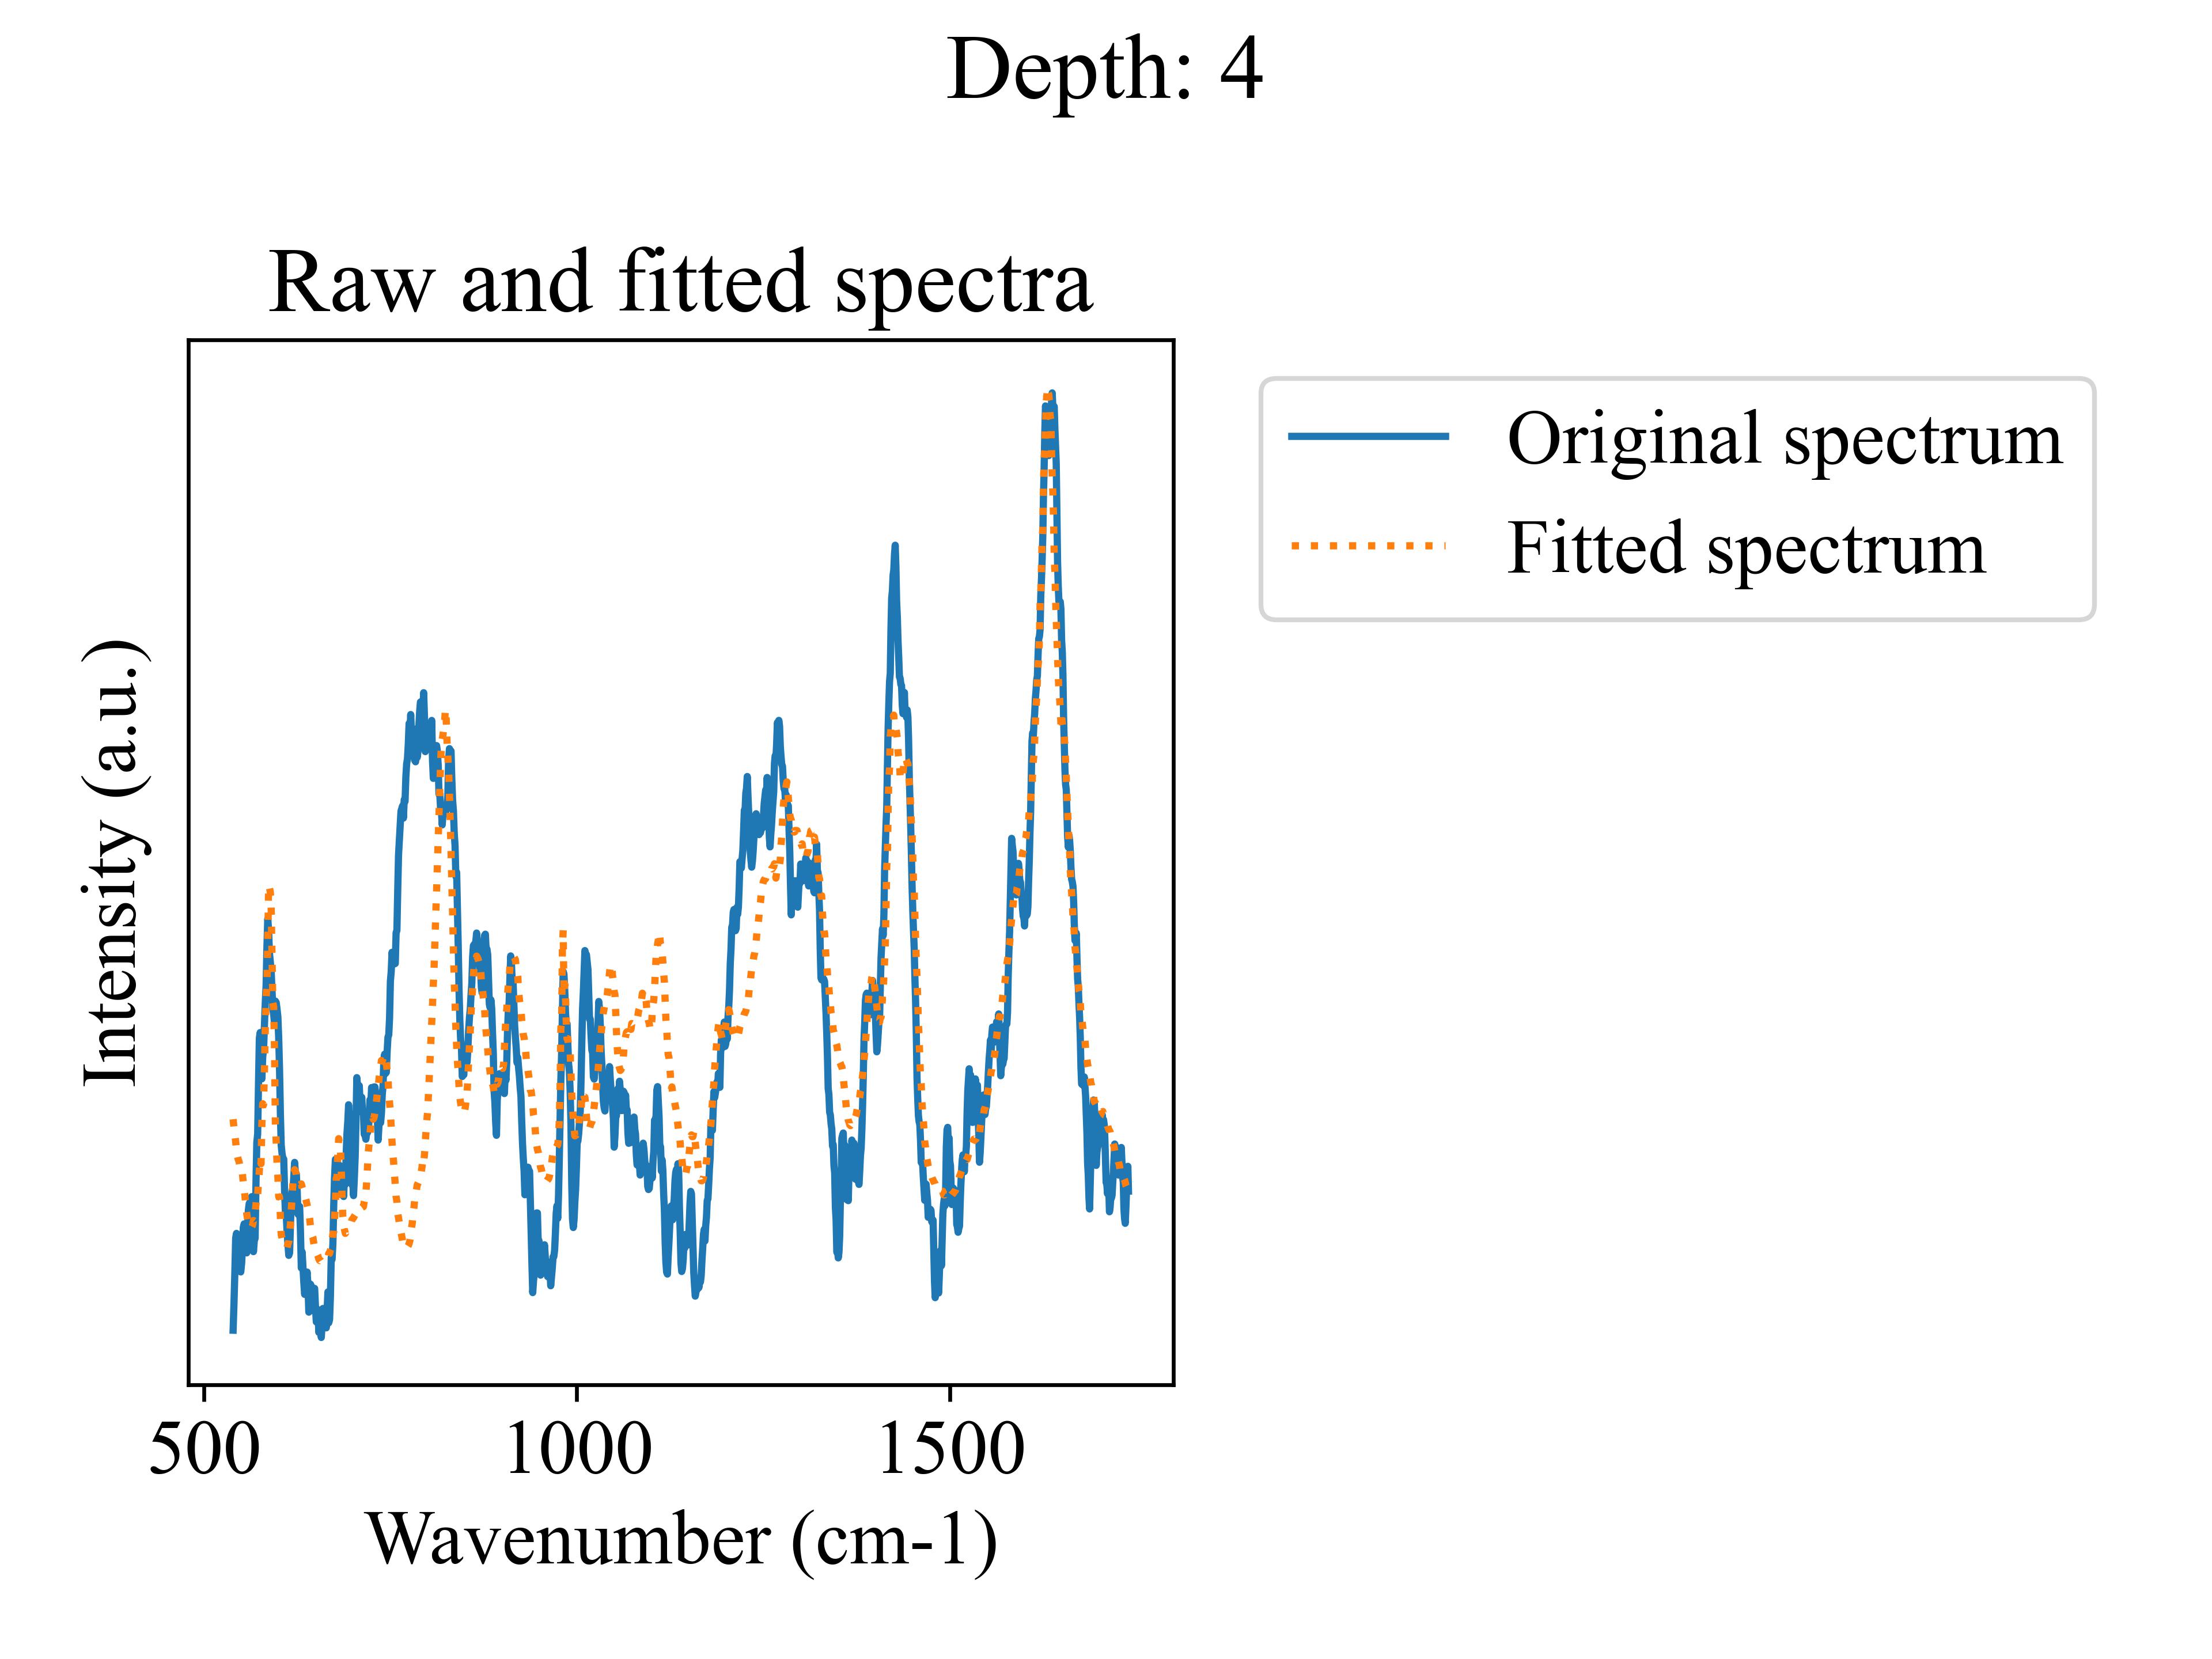 Depth: 4
Raw and fitted spectra
Original spectrum
Fitted spectrum
Intensity (a.u.)
500 1000 1500
Wavenumber (cm-1)